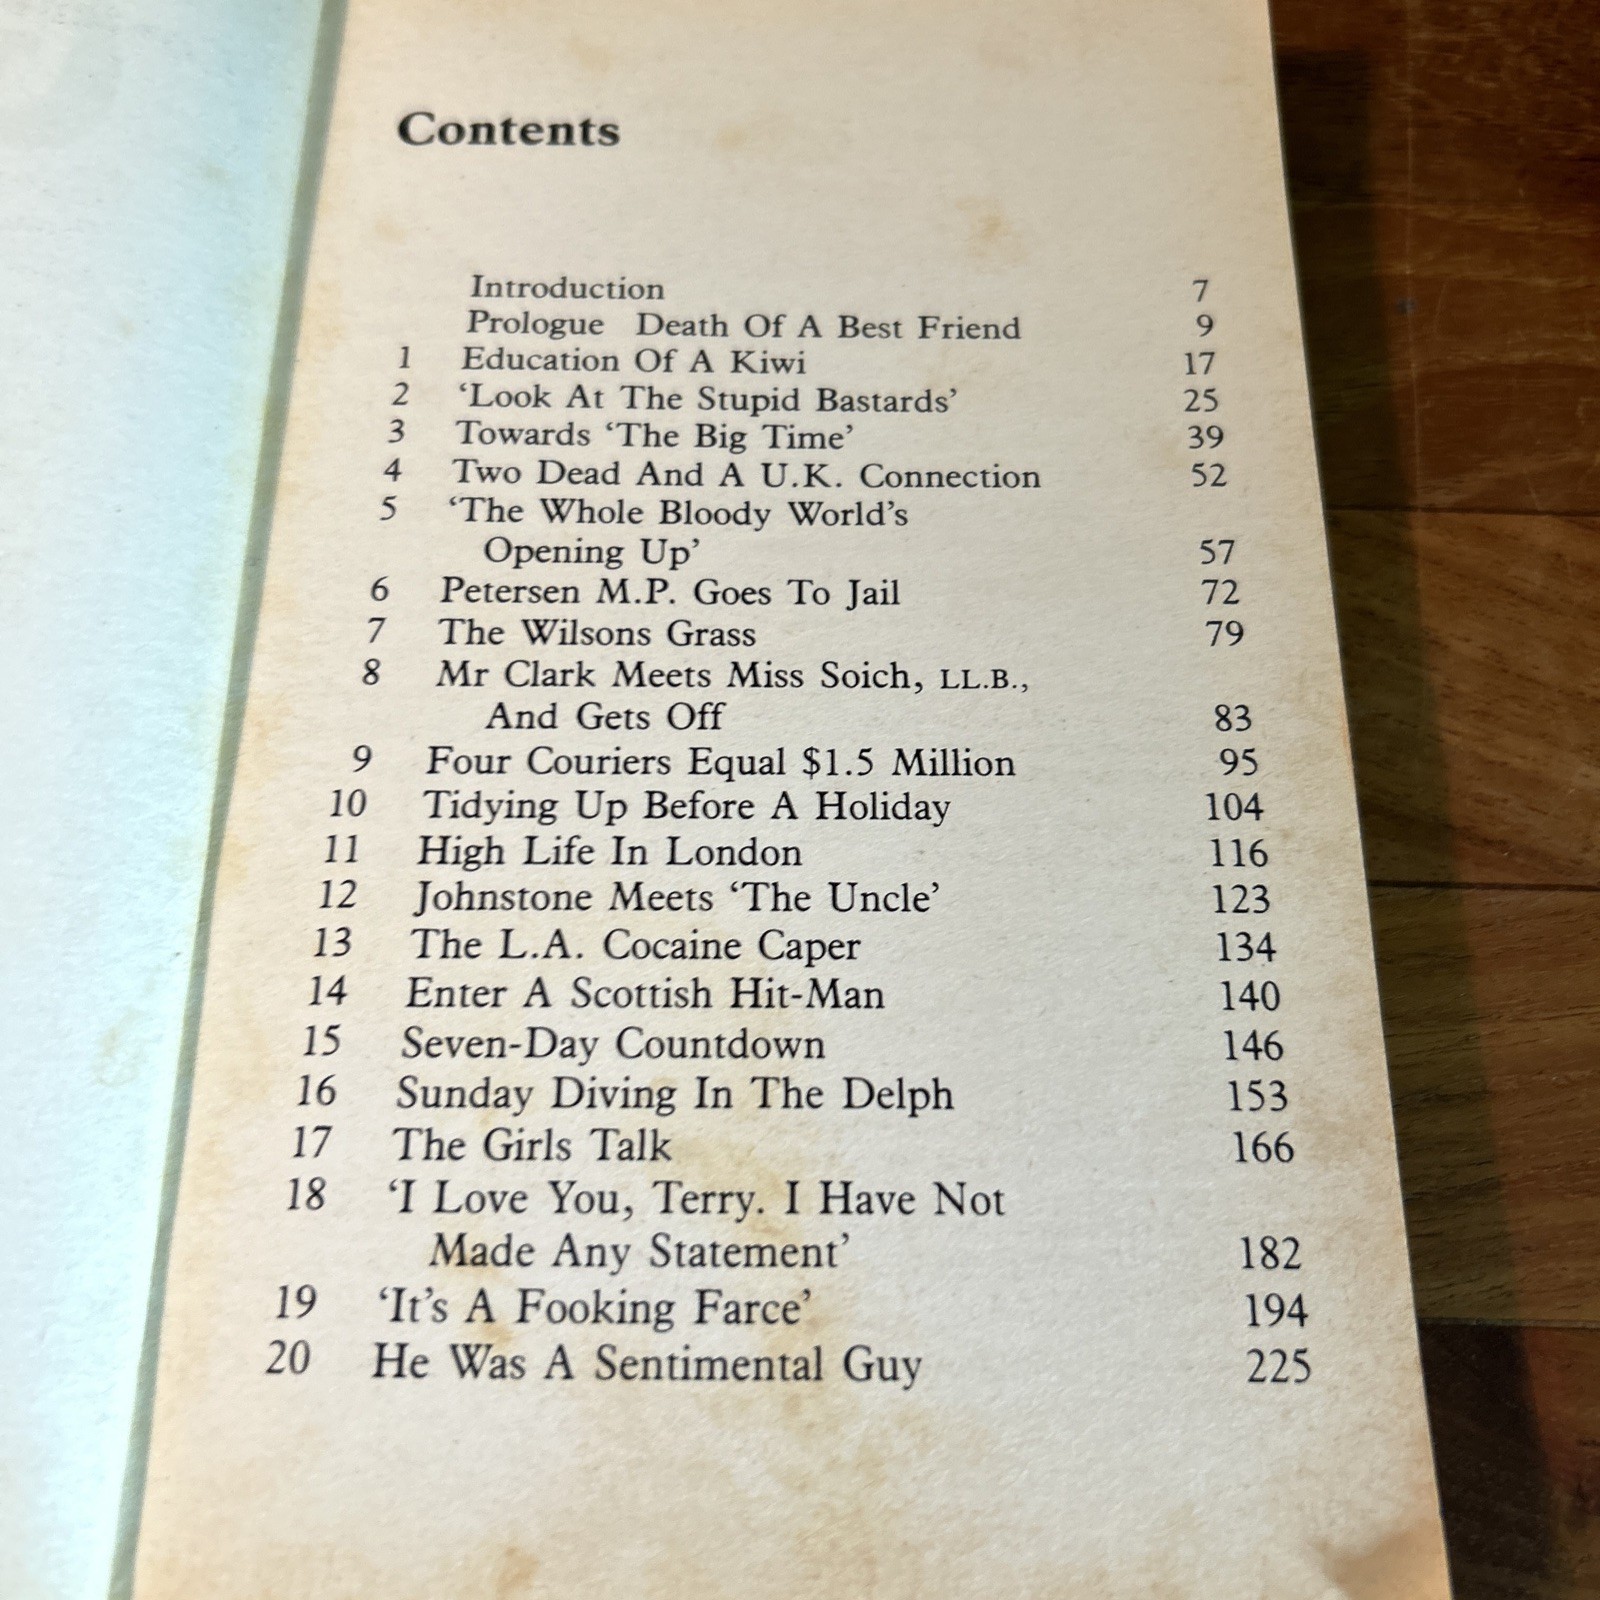 Contents
Introduction 7
Prologue Death Of A Best Friend 9
1 Education Of A Kiwi 17
2 ‘Look At The Stupid Bastards’ 25
3 Towards ‘The Big Time’ 39
4 Two Dead And A U.K. Connection 52
5 ‘The Whole Bloody World’s
Opening Up’ 57
6 Petersen M.P. Goes To Jail 72
7 The Wilsons Grass 79
8 Mr Clark Meets Miss Soich, LL.B.,
And Gets Off 83
9 Four Couriers Equal $1.5 Million 95
10 Tidying Up Before A Holiday 104
11 High Life In London 116
12 Johnstone Meets ‘The Uncle’ 123
13 The L.A. Cocaine Caper 134
14 Enter A Scottish Hit-Man 140
15 Seven-Day Countdown 146
16 Sunday Diving In The Delph 153
17 The Girls Talk 166
18 ‘I Love You, Terry. I Have Not
Made Any Statement’ 182
19 ‘It’s A Fooking Farce’ 194
20 He Was A Sentimental Guy 225